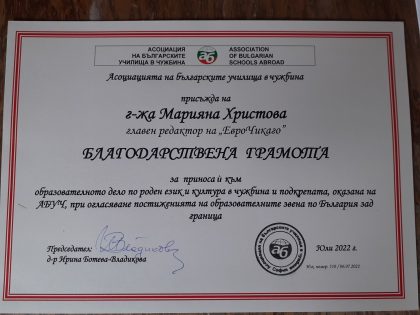 АСОЦИАЦИЯ НА БЪЛГАРСКИТЕ УЧИЛИЩА В ЧУЖБИНА
аб
ASSOCIATION OF BULGARIAN SCHOOLS ABROAD
Асоциацията на българските училища в чужбина
присъжда на
г-жа Марияна Христова
главен редактор на „ЕвроЧикаго”
БЛАГОДАРСТВЕНА ГРАМОТА
за приноса ѝ към
образователното дело по роден език и култура в чужбина и подкрепата, оказана на
АБУЧ, при огласяване постиженията на образователните звена по България зад
граница
Председател:
д-р Ирина Ботева-Владикова
Юли 2022 г.